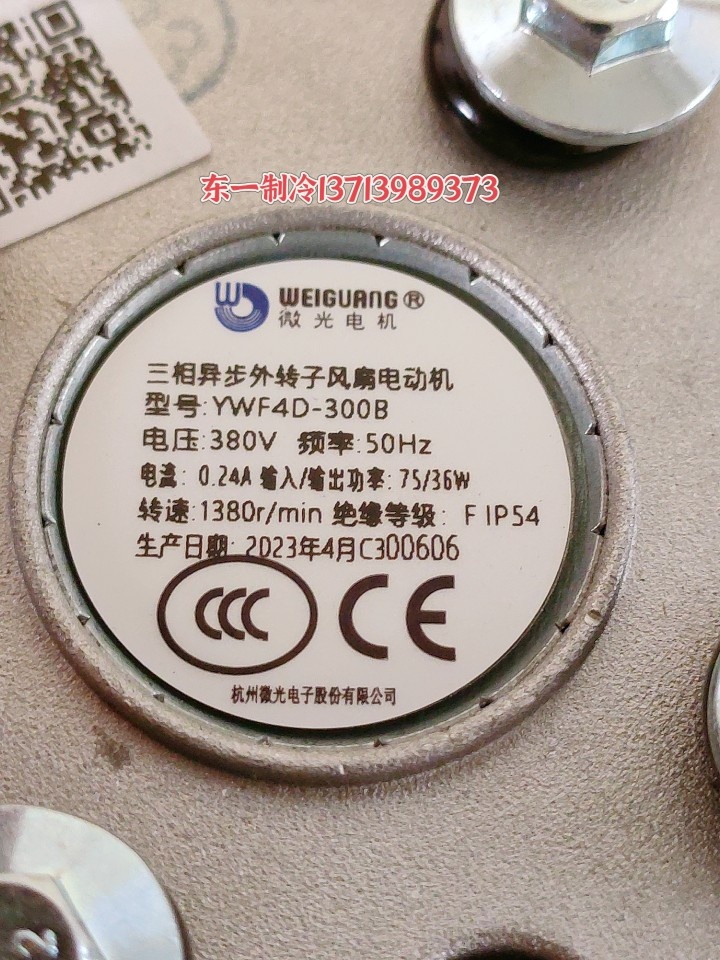 东一制冷13713989373
WEIGUANG®
微光电机
三相异步外转子风扇电动机
型号:YWF4D-300B
电压:380V 频率:50Hz
电流: 0.24A 输入/输出功率: 75/36W
转速:1380r/min 绝缘等级: F IP54
生产日期: 2023年4月C300606
CCC CE
杭州微光电子股份有限公司